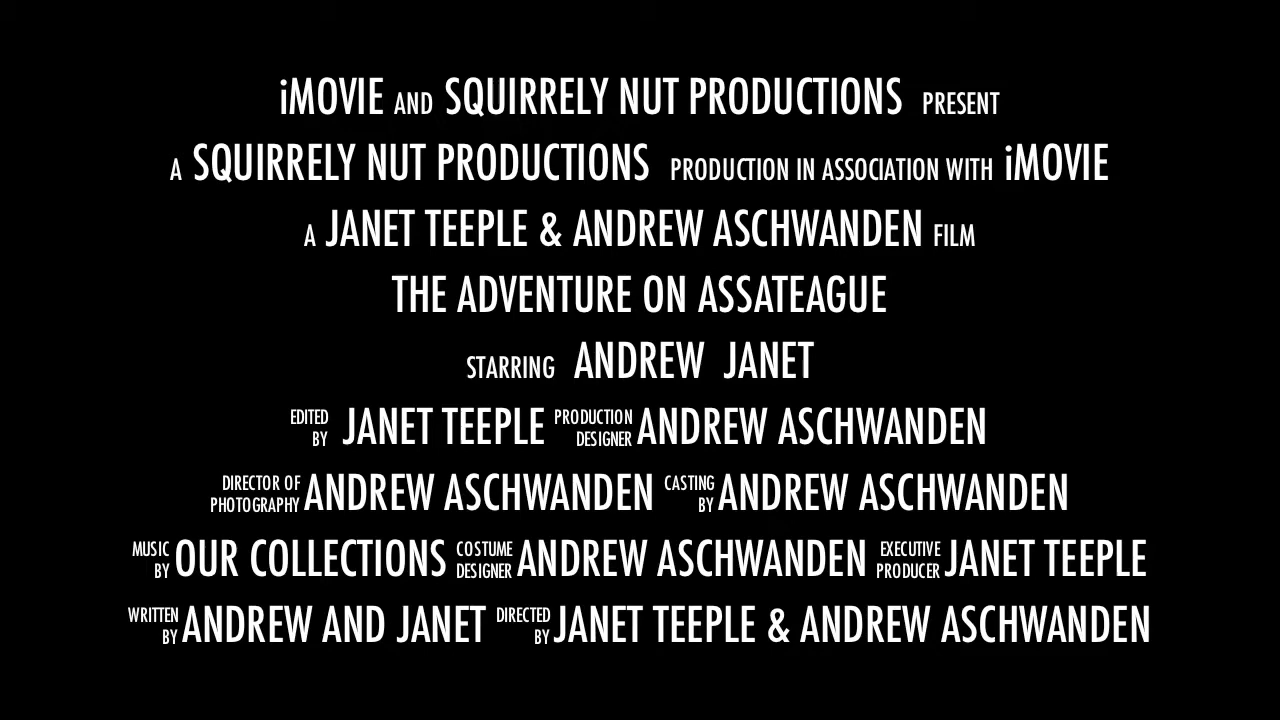 iMOVIE AND SQUIRRELY NUT PRODUCTIONS PRESENT
A SQUIRRELY NUT PRODUCTIONS PRODUCTION IN ASSOCIATION WITH iMOVIE
A JANET TEEPLE & ANDREW ASCHWANDEN FILM
THE ADVENTURE ON ASSATEAGUE
STARRING ANDREW JANET
EDITED BY JANET TEEPLE PRODUCTION DESIGNER ANDREW ASCHWANDEN
DIRECTOR OF PHOTOGRAPHY ANDREW ASCHWANDEN CASTING BY ANDREW ASCHWANDEN
MUSIC BY OUR COLLECTIONS COSTUME DESIGNER ANDREW ASCHWANDEN EXECUTIVE PRODUCER JANET TEEPLE
WRITTEN BY ANDREW AND JANET DIRECTED BY JANET TEEPLE & ANDREW ASCHWANDEN